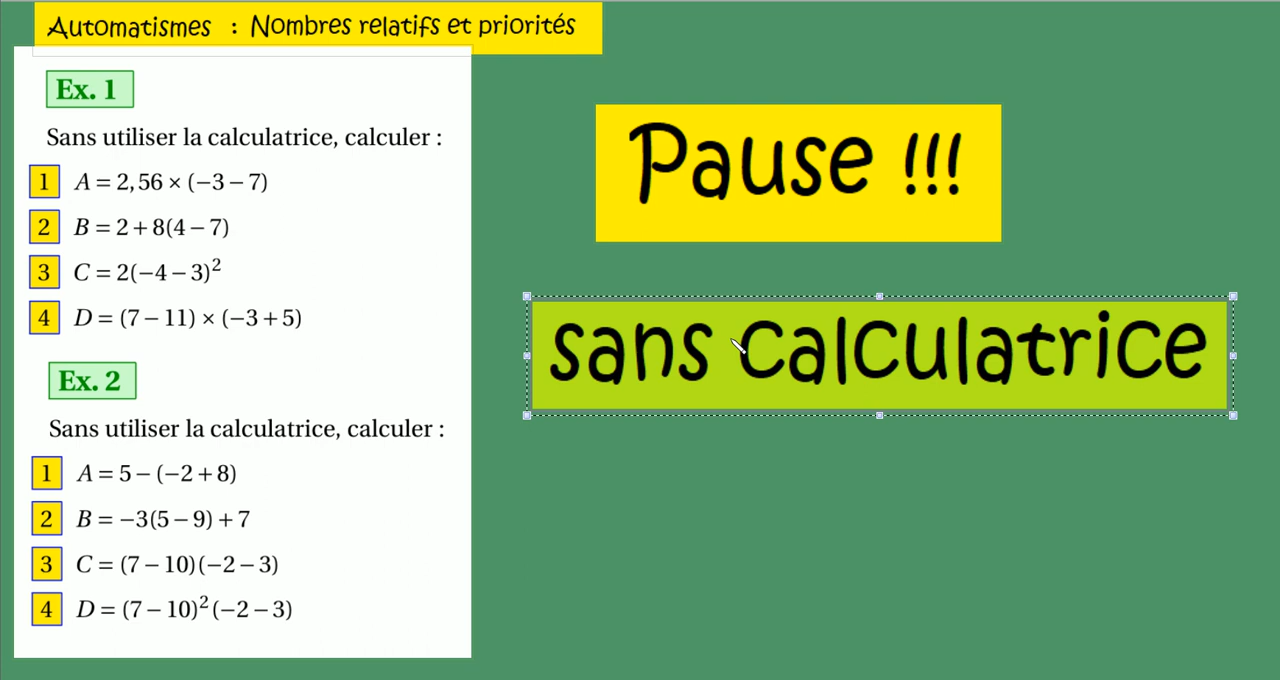 Automatismes : Nombres relatifs et priorités
Ex. 1
Sans utiliser la calculatrice, calculer :
1 A = 2,56 × (−3 − 7)
2 B = 2 + 8(4 − 7)
3 C = 2(−4 − 3)²
4 D = (7 − 11) × (−3 + 5)
Ex. 2
Sans utiliser la calculatrice, calculer :
1 A = 5 − (−2 + 8)
2 B = −3(5 − 9) + 7
3 C = (7 − 10)(−2 − 3)
4 D = (7 − 10)²(−2 − 3)
Pause !!!
sans calculatrice